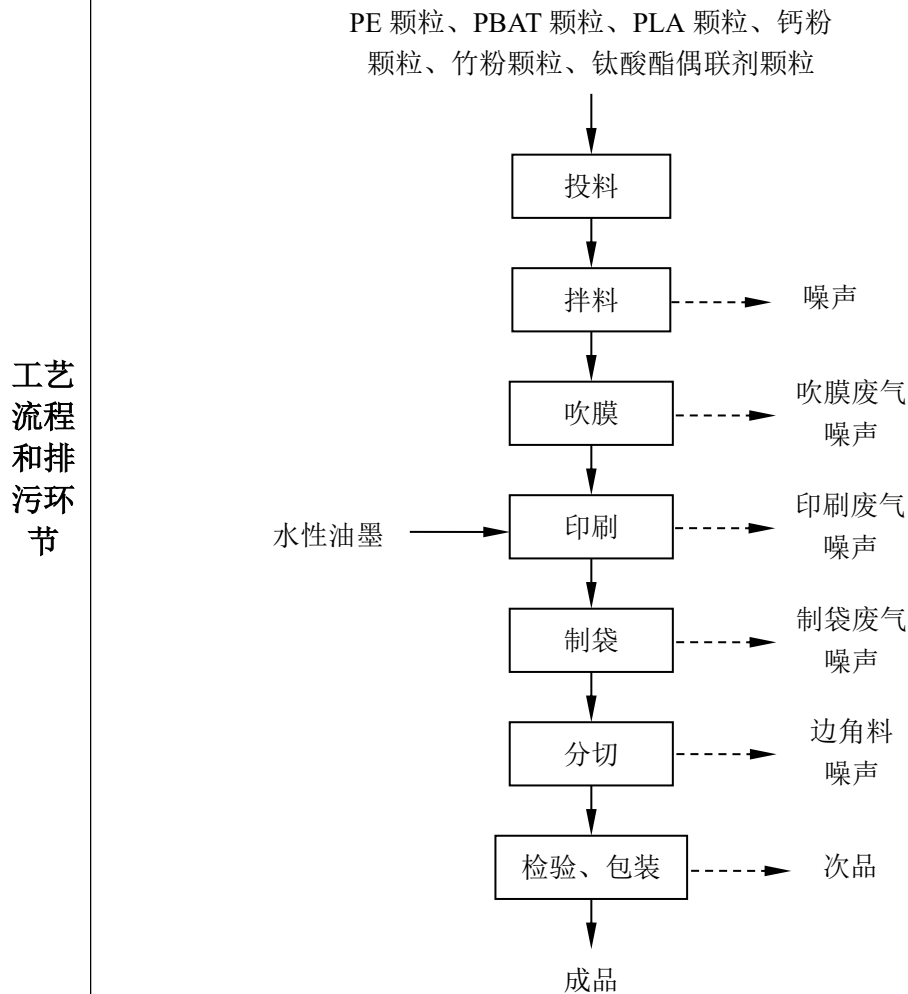 PE 颗粒、PBAT 颗粒、PLA 颗粒、钙粉
颗粒、竹粉颗粒、钛酸酯偶联剂颗粒
投料
拌料
噪声
吹膜
吹膜废气
噪声
工艺
流程
和排
污环
节
水性油墨
印刷
印刷废气
噪声
制袋
制袋废气
噪声
分切
边角料
噪声
检验、包装
次品
成品